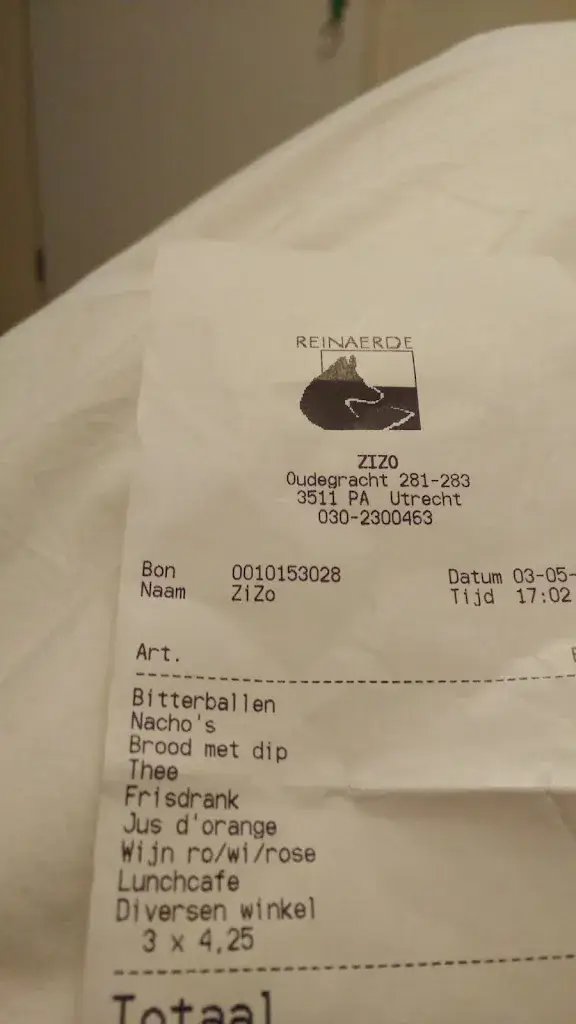 REINAERDE
ZIZO
Oudegracht 281-283
3511 PA Utrecht
030-2300463
Bon 0010153028 Datum 03-05-
Naam ZiZo Tijd 17:02
Art.
Bitterballen
Nacho's
Brood met dip
Thee
Frisdrank
Jus d'orange
Wijn ro/wi/rose
Lunchcafe
Diversen winkel
3 x 4,25
Totaal